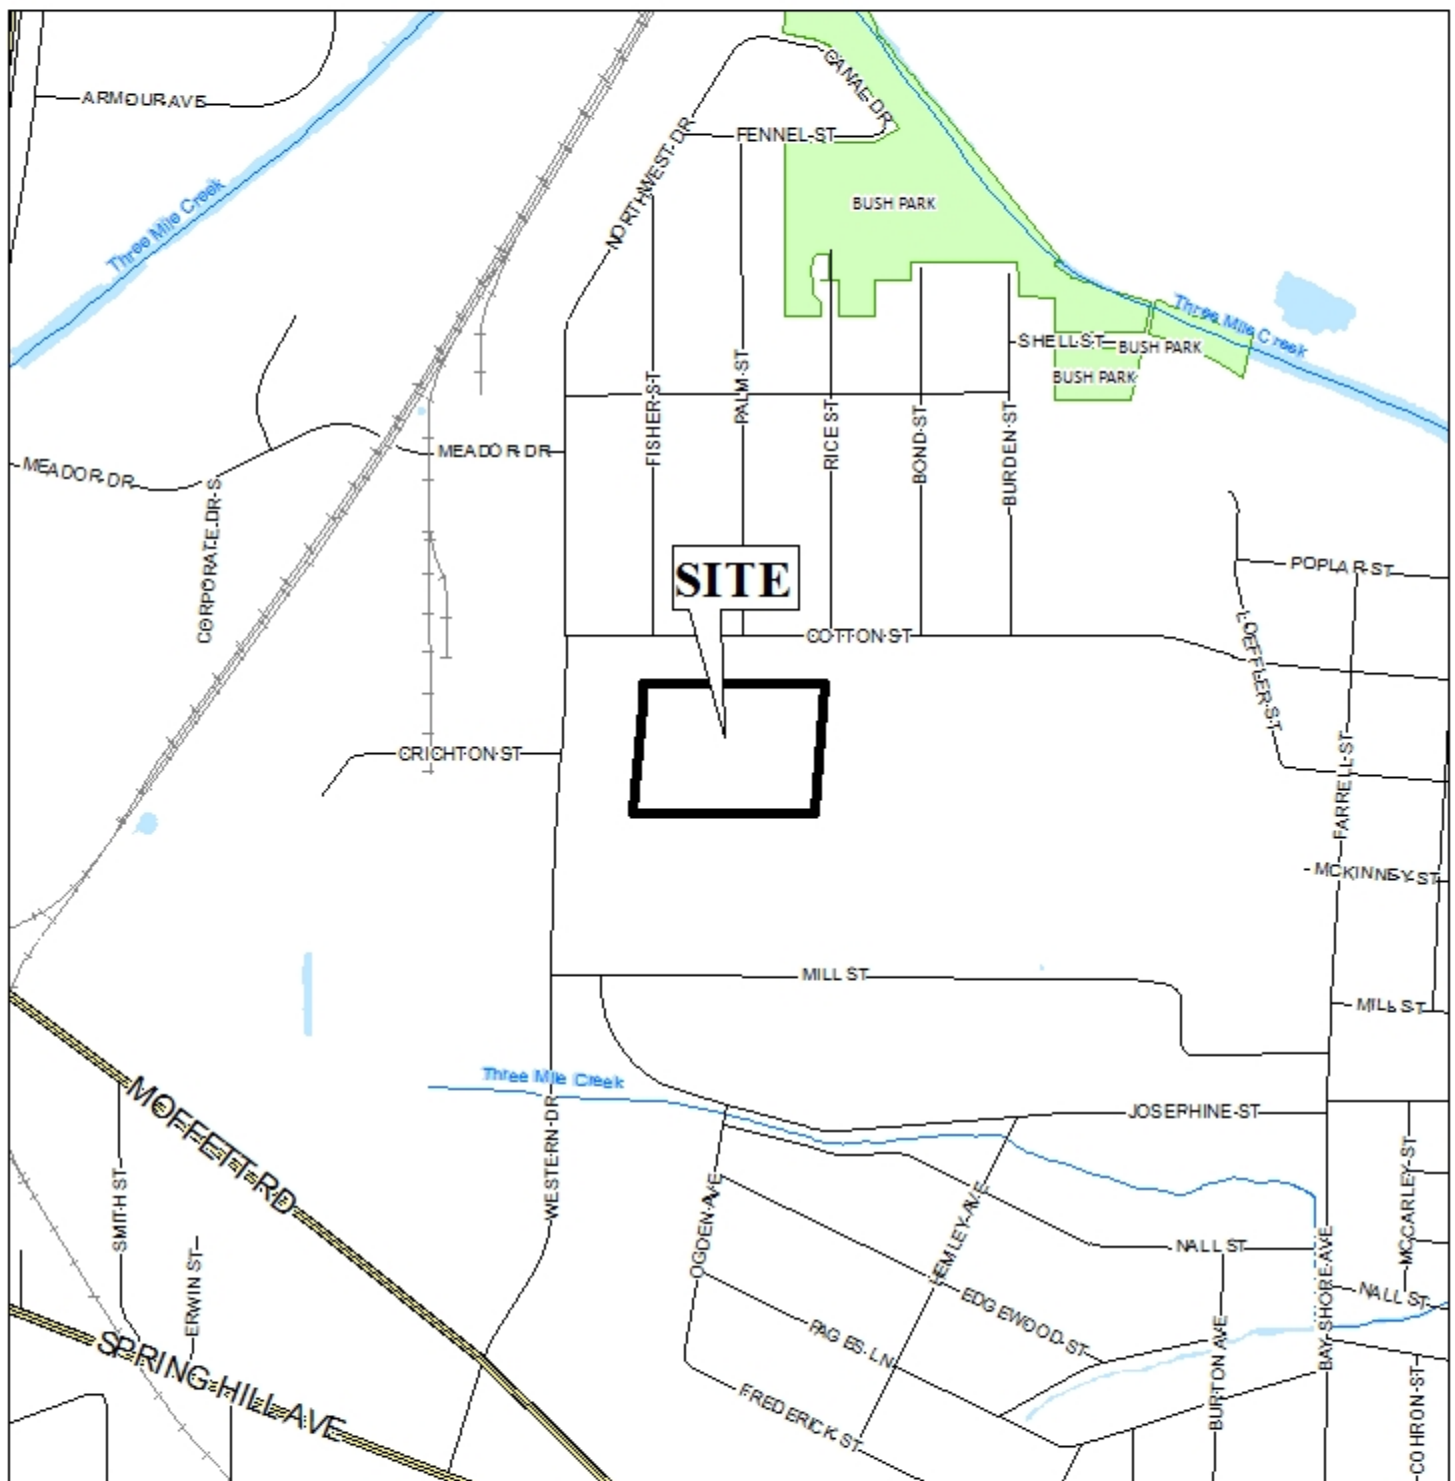 CANAL DR
ARMOUR AVE
FENNEL ST
NORTHWEST DR
BUSH PARK
Three Mile Creek
Three Mile Creek
SHELL ST
BUSH PARK
BUSH PARK
PALM ST
FISHER ST
RICE ST
BOND ST
BURDEN ST
MEADOR DR
MEADOR DR
CORPORATE DR S
POPLAR ST
SITE
COTTON ST
LOEFFLER ST
CRICHTON ST
FARRELL ST
MCKINNEY ST
MILL ST
MILL ST
Three Mile Creek
MOFFETT RD
JOSEPHINE ST
WESTERN DR
SMITH ST
OGDEN AVE
LEMLEY AVE
MCCARLEY ST
NALL ST
ERWIN ST
EDGEWOOD ST
BAY SHORE AVE
NALL ST
PAGES LN
SPRING HILL AVE
BURTON AVE
FREDERICK ST
COHRON ST